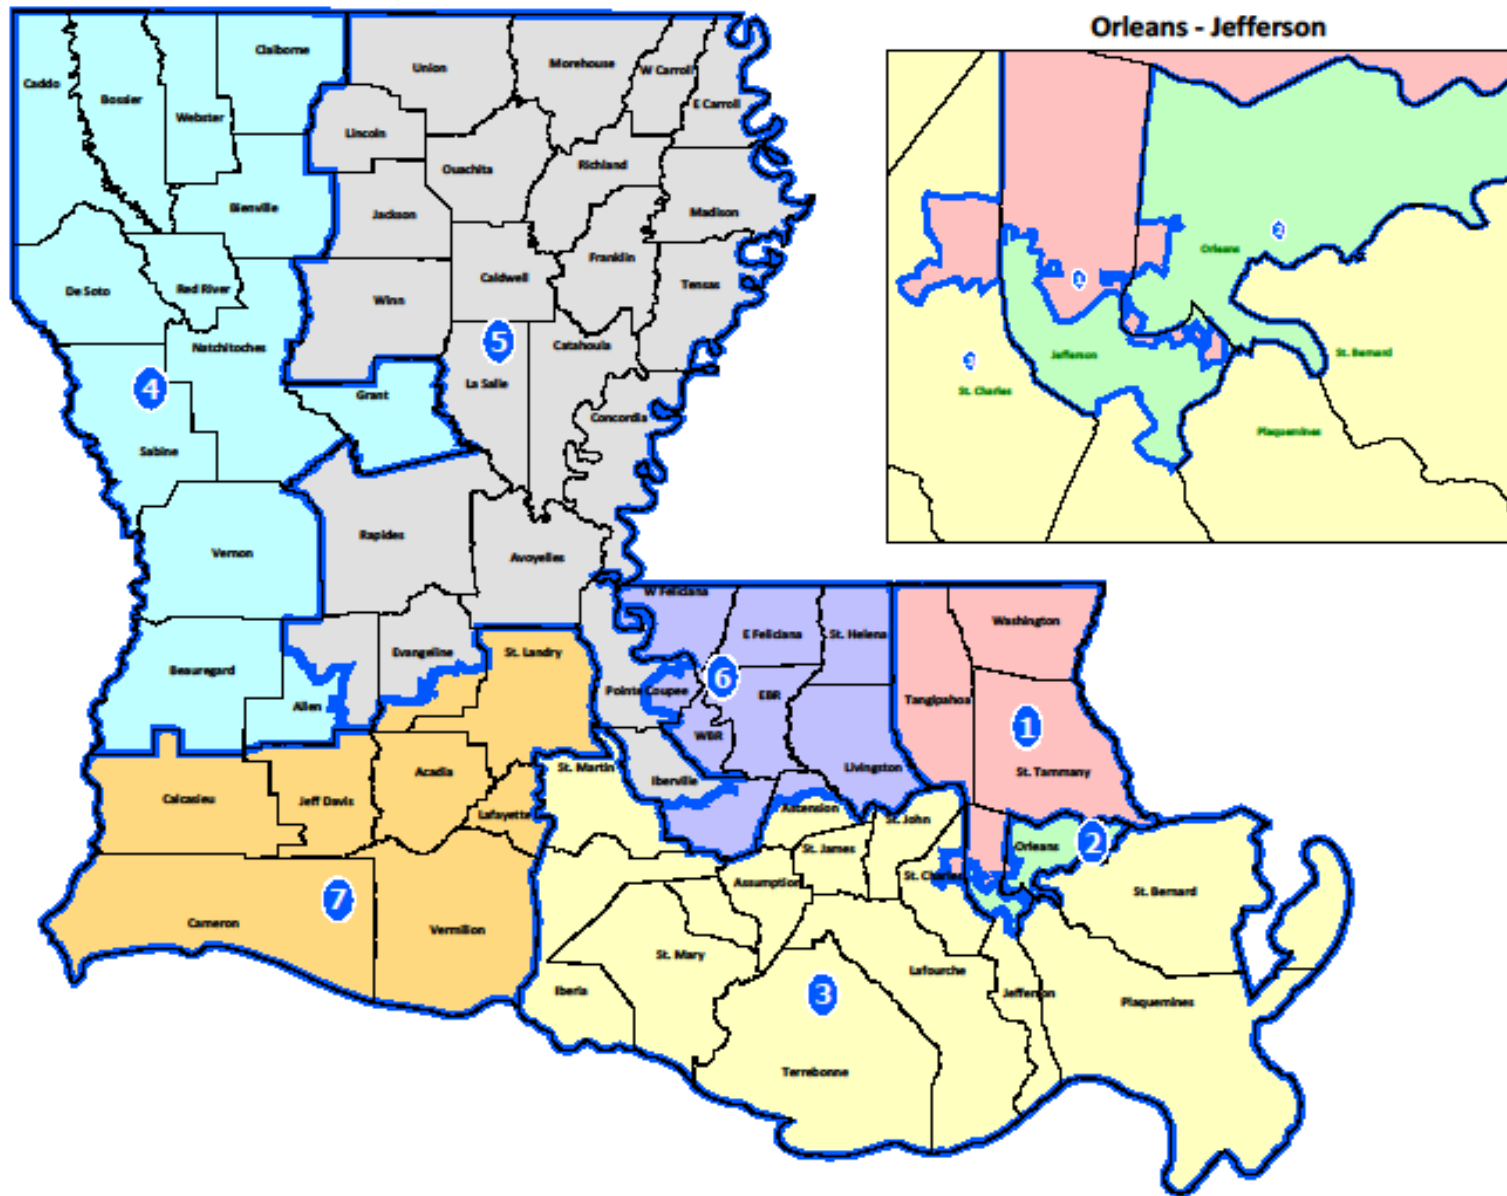 Orleans - Jefferson
Claiborne
Caddo
Bossier
Webster
Union
Morehouse
W Carroll
E Carroll
Lincoln
Ouachita
Richland
Bienville
Jackson
Madison
De Soto
Red River
Winn
Caldwell
Franklin
Tensas
Natchitoches
5
Catahoula
4
Grant
La Salle
Concordia
Sabine
Vernon
Rapides
Avoyelles
Beauregard
Allen
Evangeline
St. Landry
W Feliciana
E Feliciana
St. Helena
Washington
Pointe Coupee
6
EBR
Tangipahoa
WBR
1
St. Martin
Iberville
Livingston
St. Tammany
Calcasieu
Jeff Davis
Acadia
Lafayette
Ascension
St. John
St. James
Orleans
2
Assumption
St. Charles
St. Bernard
7
Cameron
Vermilion
St. Mary
Iberia
3
Lafourche
Jefferson
Plaquemines
Terrebonne
2
Orleans
1
Jefferson
3
St. Charles
St. Bernard
Plaquemines